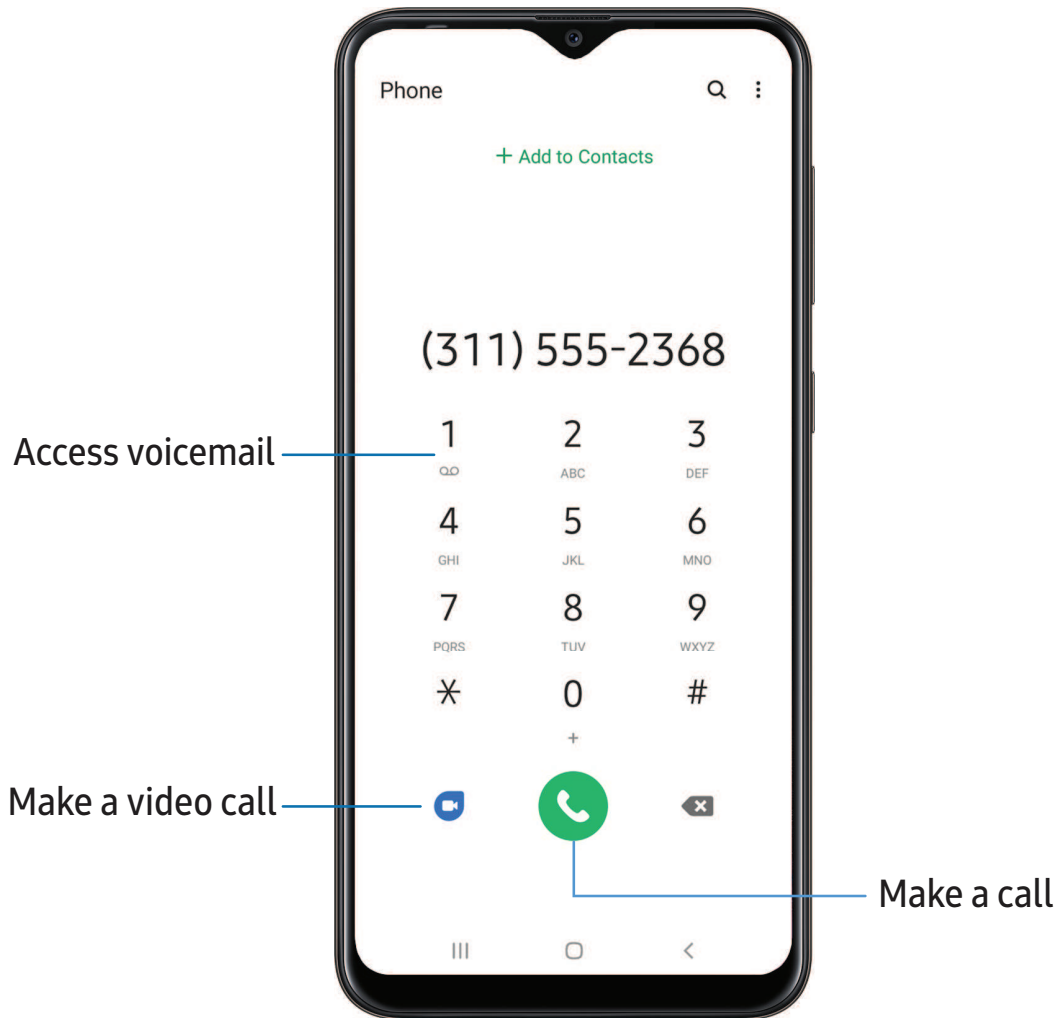 Phone
+ Add to Contacts
(311) 555-2368
Access voicemail
1 2 3
ABC DEF
4 5 6
GHI JKL MNO
7 8 9
PQRS TUV WXYZ
* 0 #
+
Make a video call
Make a call